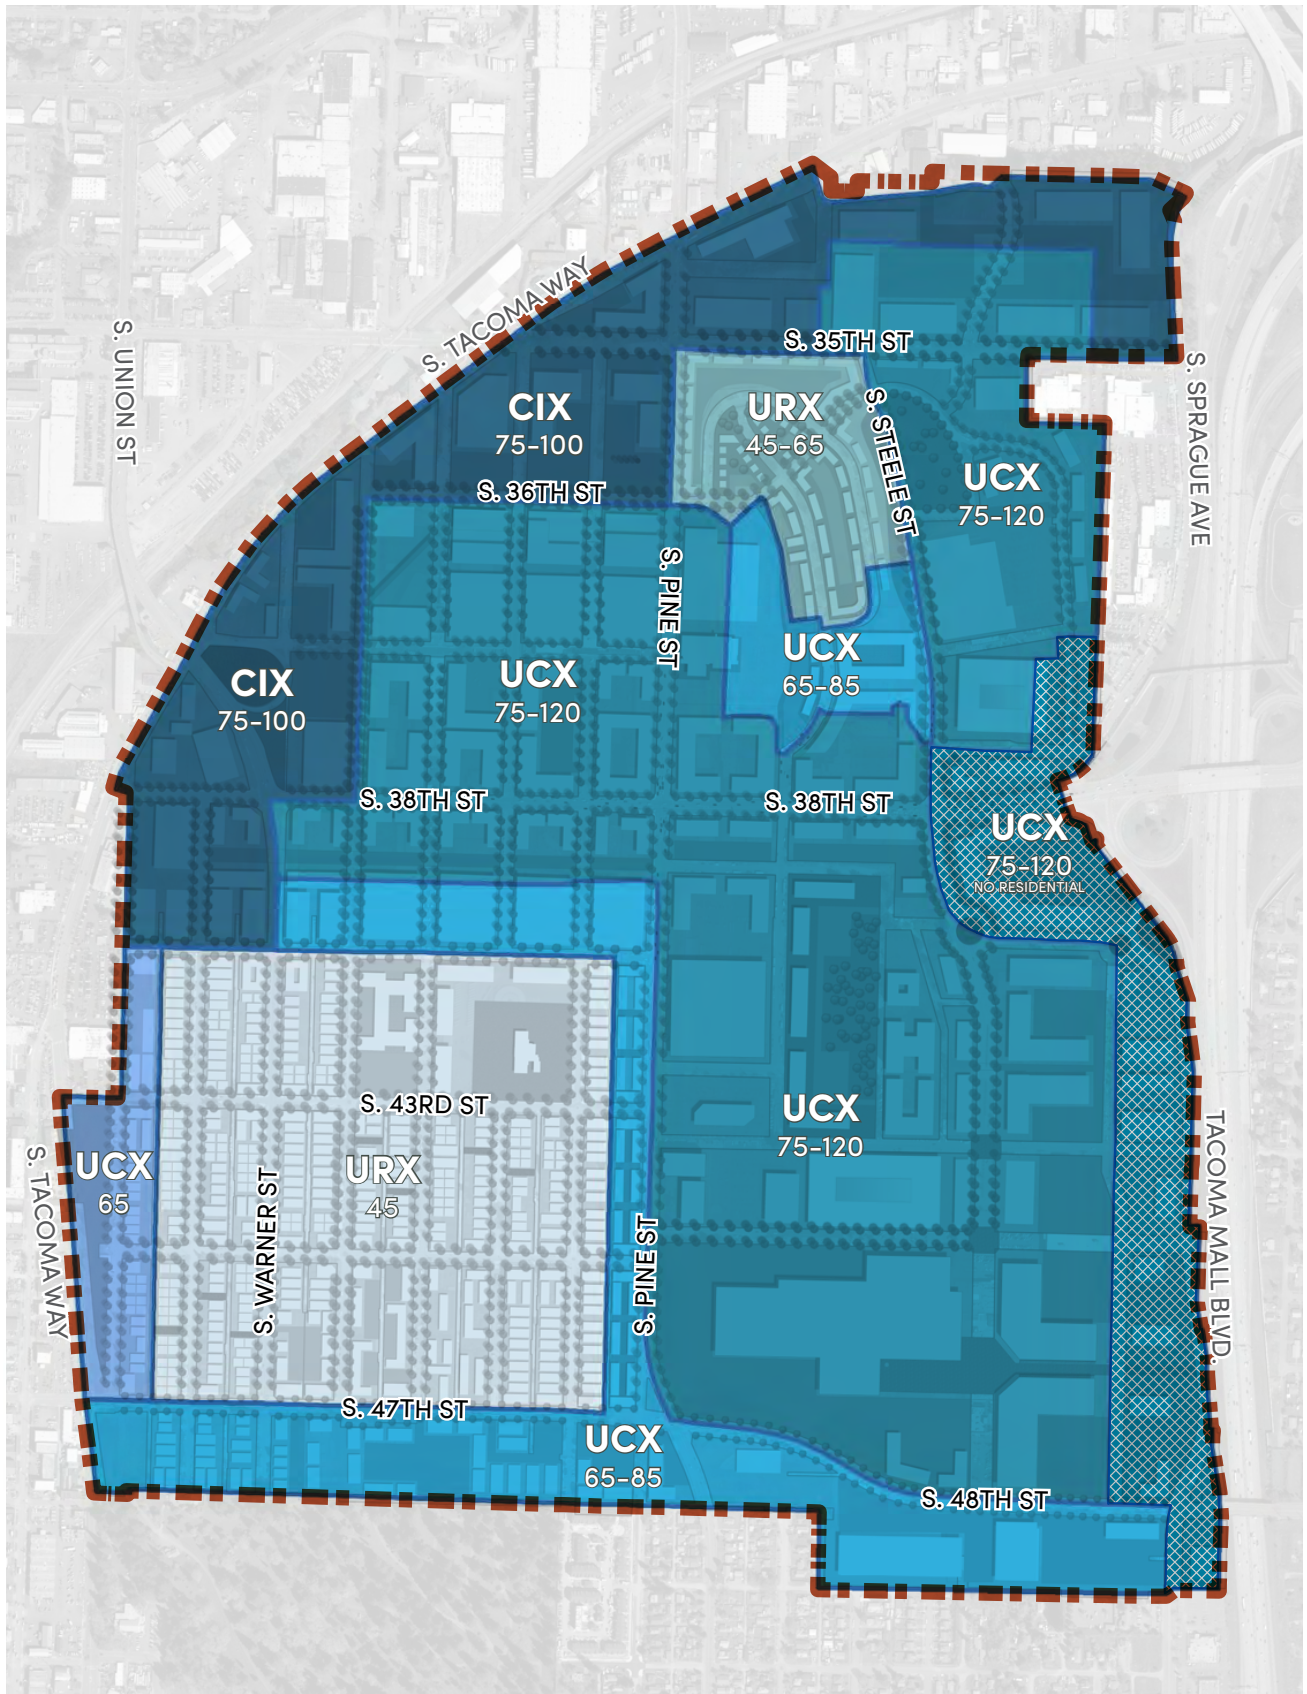 S. TACOMA WAY
S. UNION ST
S. 35TH ST
S. SPRAGUE AVE
CIX
75-100
URX
45-65
S. STEELE ST
UCX
75-120
S. 36TH ST
S. PINE ST
CIX
75-100
UCX
75-120
UCX
65-85
S. 38TH ST
S. 38TH ST
UCX
75-120
NO RESIDENTIAL
S. 43RD ST
UCX
75-120
UCX
65
URX
45
S. TACOMA WAY
S. WARNER ST
S. PINE ST
TACOMA MALL BLVD.
S. 47TH ST
UCX
65-85
S. 48TH ST